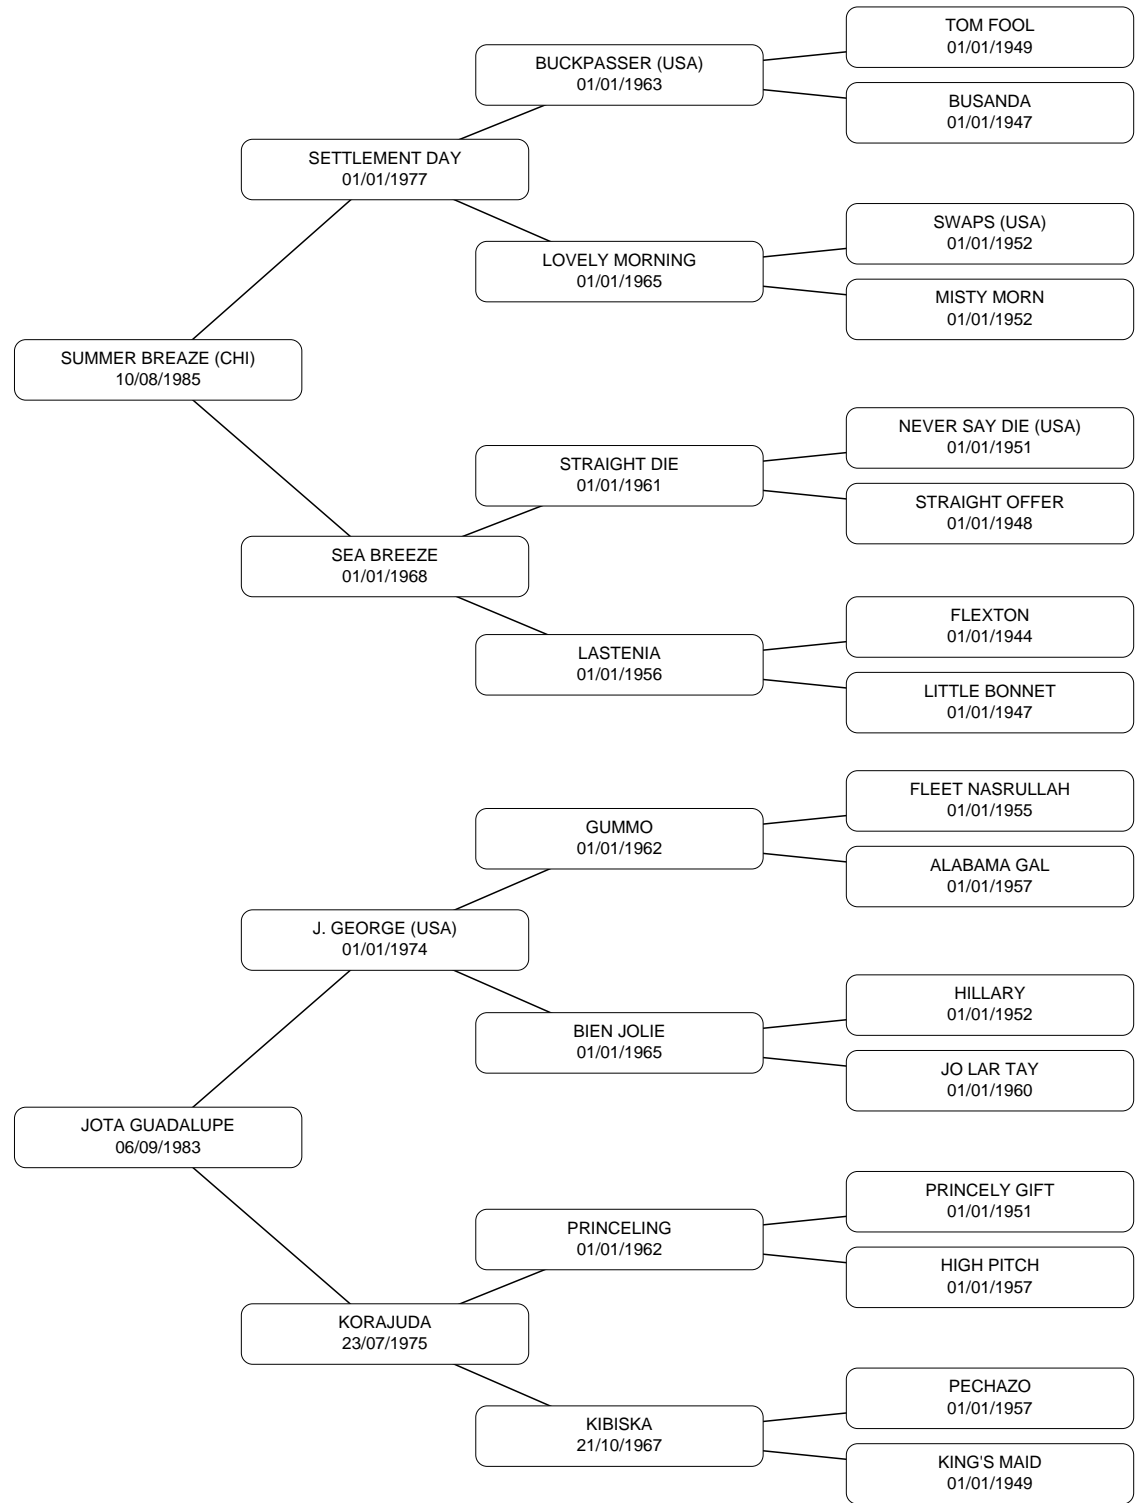 TOM FOOL
01/01/1949
BUCKPASSER (USA)
01/01/1963
BUSANDA
01/01/1947
SETTLEMENT DAY
01/01/1977
SWAPS (USA)
01/01/1952
LOVELY MORNING
01/01/1965
MISTY MORN
01/01/1952
SUMMER BREAZE (CHI)
10/08/1985
NEVER SAY DIE (USA)
01/01/1951
STRAIGHT DIE
01/01/1961
STRAIGHT OFFER
01/01/1948
SEA BREEZE
01/01/1968
FLEXTON
01/01/1944
LASTENIA
01/01/1956
LITTLE BONNET
01/01/1947
FLEET NASRULLAH
01/01/1955
GUMMO
01/01/1962
ALABAMA GAL
01/01/1957
J. GEORGE (USA)
01/01/1974
HILLARY
01/01/1952
BIEN JOLIE
01/01/1965
JO LAR TAY
01/01/1960
JOTA GUADALUPE
06/09/1983
PRINCELY GIFT
01/01/1951
PRINCELING
01/01/1962
HIGH PITCH
01/01/1957
KORAJUDA
23/07/1975
PECHAZO
01/01/1957
KIBISKA
21/10/1967
KING'S MAID
01/01/1949